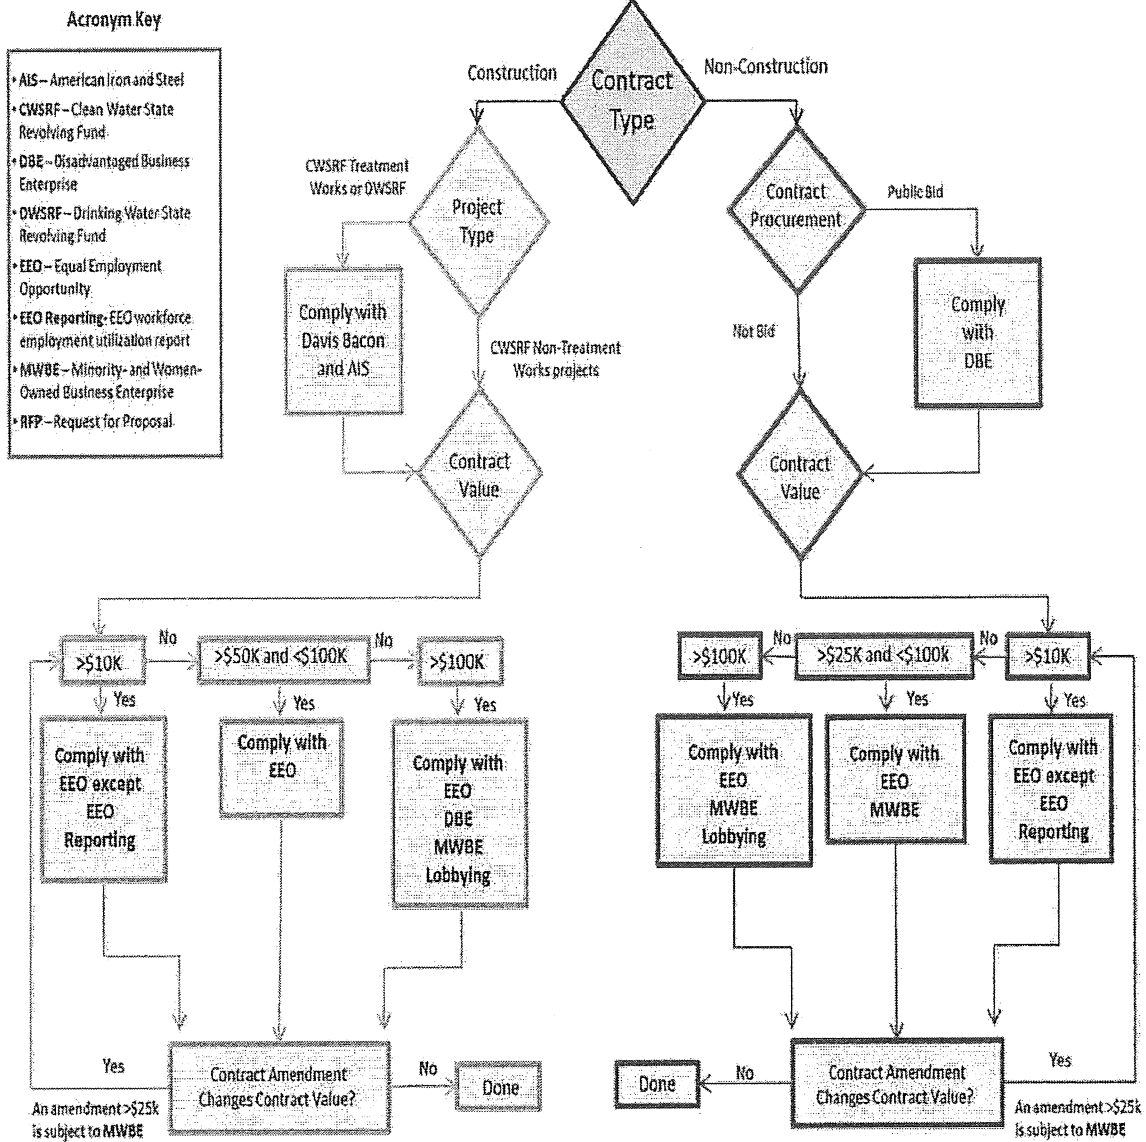 Acronym Key
• AIS – American Iron and Steel
• CWSRF – Clean Water State
Revolving Fund
• DBE – Disadvantaged Business
Enterprise
• DWSRF – Drinking Water State
Revolving Fund
• EEO – Equal Employment
Opportunity
• EEO Reporting- EEO workforce
employment utilization report
• MWBE – Minority- and Women-
Owned Business Enterprise
• RFP – Request for Proposal
Construction
Contract
Type
Non-Construction
CWSRF Treatment
Works or DWSRF
Project
Type
Comply with
Davis Bacon
and AIS
CWSRF Non-Treatment
Works projects
Contract
Value
Contract
Procurement
Public Bid
Not Bid
Comply
with
DBE
Contract
Value
>$10K
No
>$50K and <$100K
No
>$100K
Yes
Yes
Yes
Comply with
EEO except
EEO
Reporting
Comply with
EEO
Comply with
EEO
DBE
MWBE
Lobbying
Contract Amendment
Changes Contract Value?
Yes
No
Done
An amendment >$25k
is subject to MWBE
>$100K
No
>$25K and <$100K
No
>$10K
Yes
Yes
Yes
Comply with
EEO
MWBE
Lobbying
Comply with
EEO
MWBE
Comply with
EEO except
EEO
Reporting
Done
No
Contract Amendment
Changes Contract Value?
Yes
An amendment >$25k
is subject to MWBE